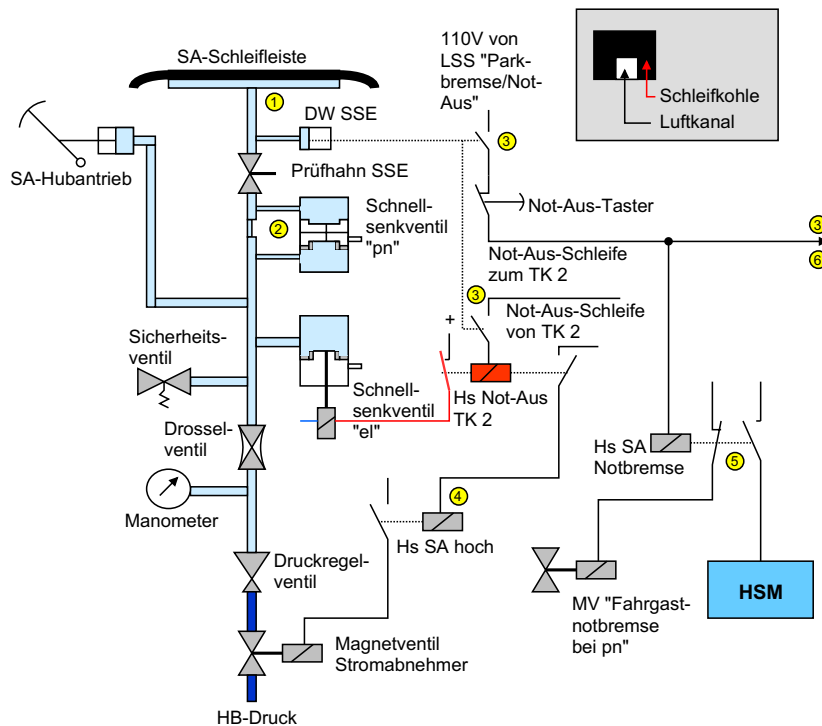 SA-Schleifleiste
110V von
LSS "Park-
bremse/Not-
Aus"
Schleifkohle
Luftkanal
1
DW SSE
3
SA-Hubantrieb
Prüfhahn SSE
Not-Aus-Taster
2
Schnell-
senkventil
"pn"
3
6
Not-Aus-Schleife
zum TK 2
3
Not-Aus-Schleife
von TK 2
+
Sicherheits-
ventil
Schnell-
senkventil
"el"
Hs Not-Aus
TK 2
Drossel-
ventil
Hs SA
Notbremse
5
Manometer
4
Hs SA hoch
Druckregel-
ventil
HSM
MV "Fahrgast-
notbremse
bei pn"
Magnetventil
Stromabnehmer
HB-Druck